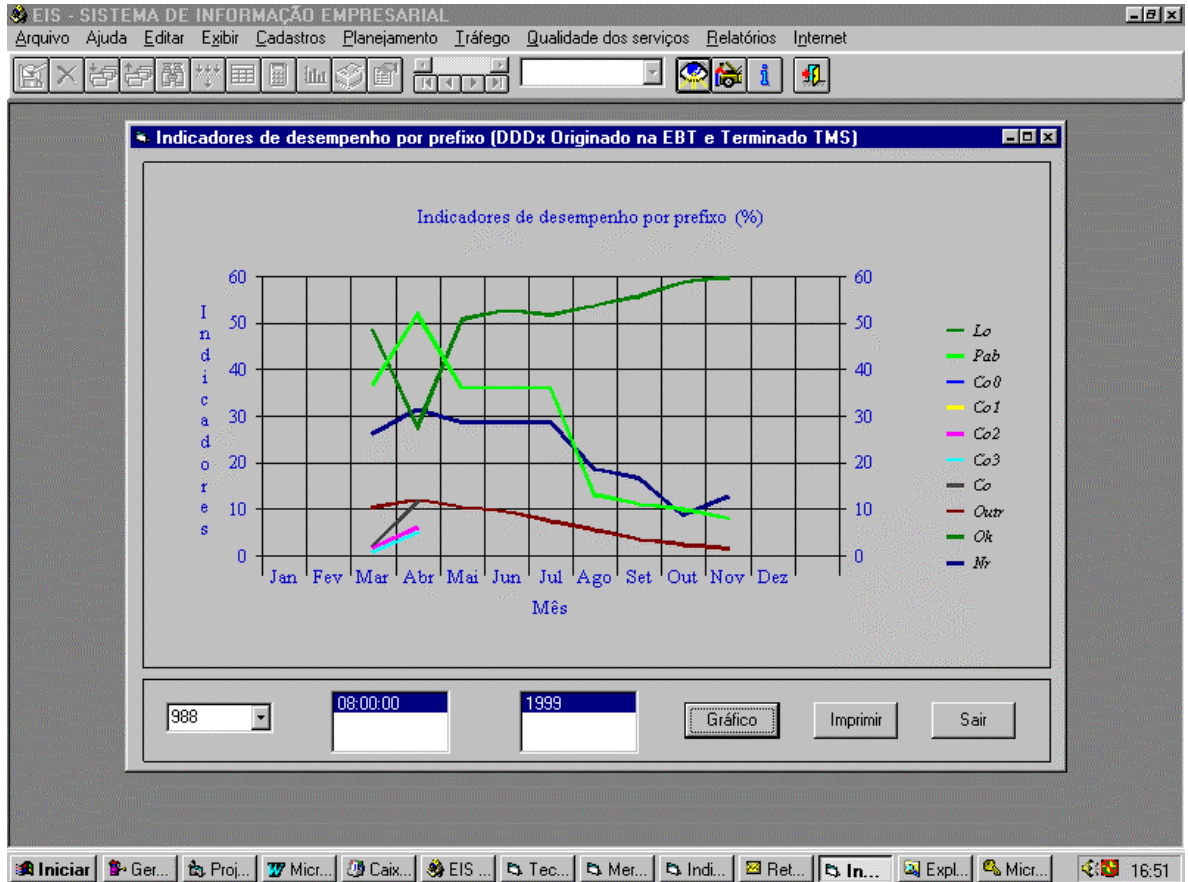 EIS - SISTEMA DE INFORMAÇÃO EMPRESARIAL
Arquivo Ajuda Editar Exibir Cadastros Planejamento Tráfego Qualidade dos serviços Relatórios Internet
Indicadores de desempenho por prefixo (DDDx Originado na EBT e Terminado TMS)
Indicadores de desempenho por prefixo (%)
Indicadores
60 60
50 50
40 40
30 30
20 20
10 10
0 0
Jan Fev Mar Abr Mai Jun Jul Ago Set Out Nov Dez
Mês
Lo
Pab
Co0
Co1
Co2
Co3
Co
Outr
Ok
Nr
988 08:00:00 1999 Gráfico Imprimir Sair
Iniciar Ger... Proj... Micr... Caix... EIS ... Tec... Mer... Indi... Ret... In... Expl... Micr... 16:51